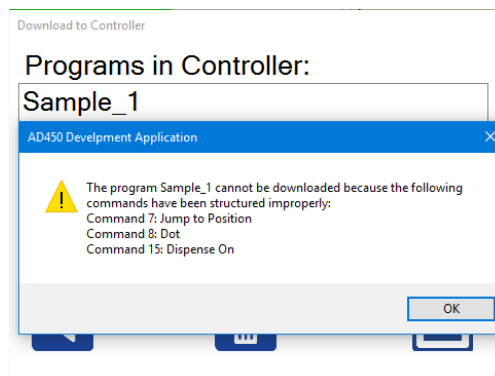 Download to Controller
Programs in Controller:
Sample_1
AD450 Develpment Application
The program Sample_1 cannot be downloaded because the following
commands have been structured improperly:
Command 7: Jump to Position
Command 8: Dot
Command 15: Dispense On
OK